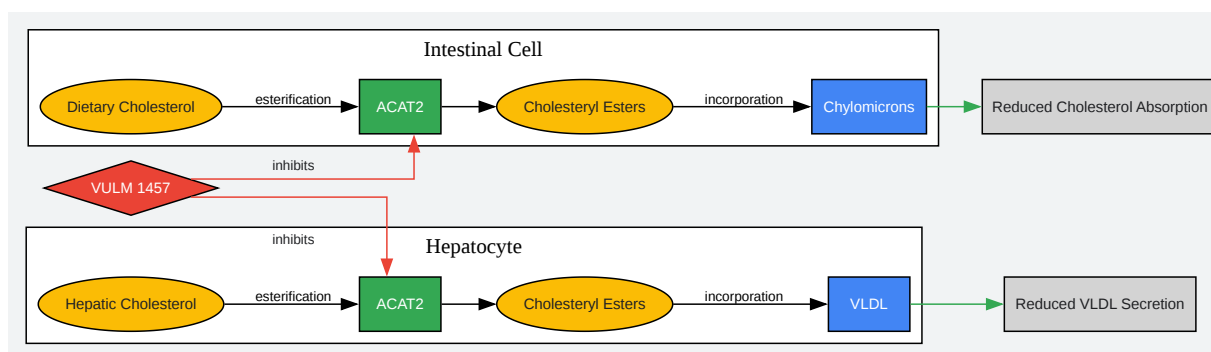 Intestinal Cell
Dietary Cholesterol
esterification
ACAT2
Cholesteryl Esters
incorporation
Chylomicrons
Reduced Cholesterol Absorption
inhibits
VULM 1457
inhibits
Hepatocyte
Hepatic Cholesterol
esterification
ACAT2
Cholesteryl Esters
incorporation
VLDL
Reduced VLDL Secretion